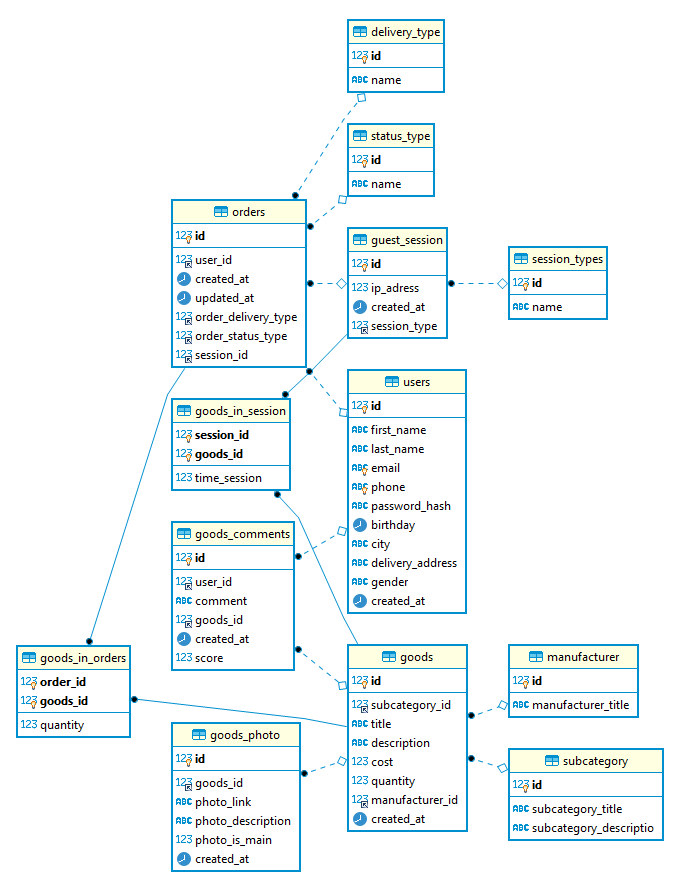 delivery_type
123 id
ABC name
status_type
123 id
ABC name
orders
123 id
123 user_id
created_at
updated_at
123 order_delivery_type
123 order_status_type
123 session_id
guest_session
123 id
ABC ip_adress
created_at
123 session_type
session_types
123 id
ABC name
users
123 id
ABC first_name
ABC last_name
ABC email
ABC phone
ABC password_hash
birthday
ABC city
ABC delivery_address
ABC gender
created_at
goods_in_session
123 session_id
123 goods_id
123 time_session
goods_comments
123 id
123 user_id
ABC comment
123 goods_id
created_at
123 score
goods_in_orders
123 order_id
123 goods_id
123 quantity
goods
123 id
123 subcategory_id
ABC title
ABC description
123 cost
123 quantity
123 manufacturer_id
created_at
manufacturer
123 id
ABC manufacturer_title
goods_photo
123 id
123 goods_id
ABC photo_link
ABC photo_description
123 photo_is_main
created_at
subcategory
123 id
ABC subcategory_title
ABC subcategory_descriptio